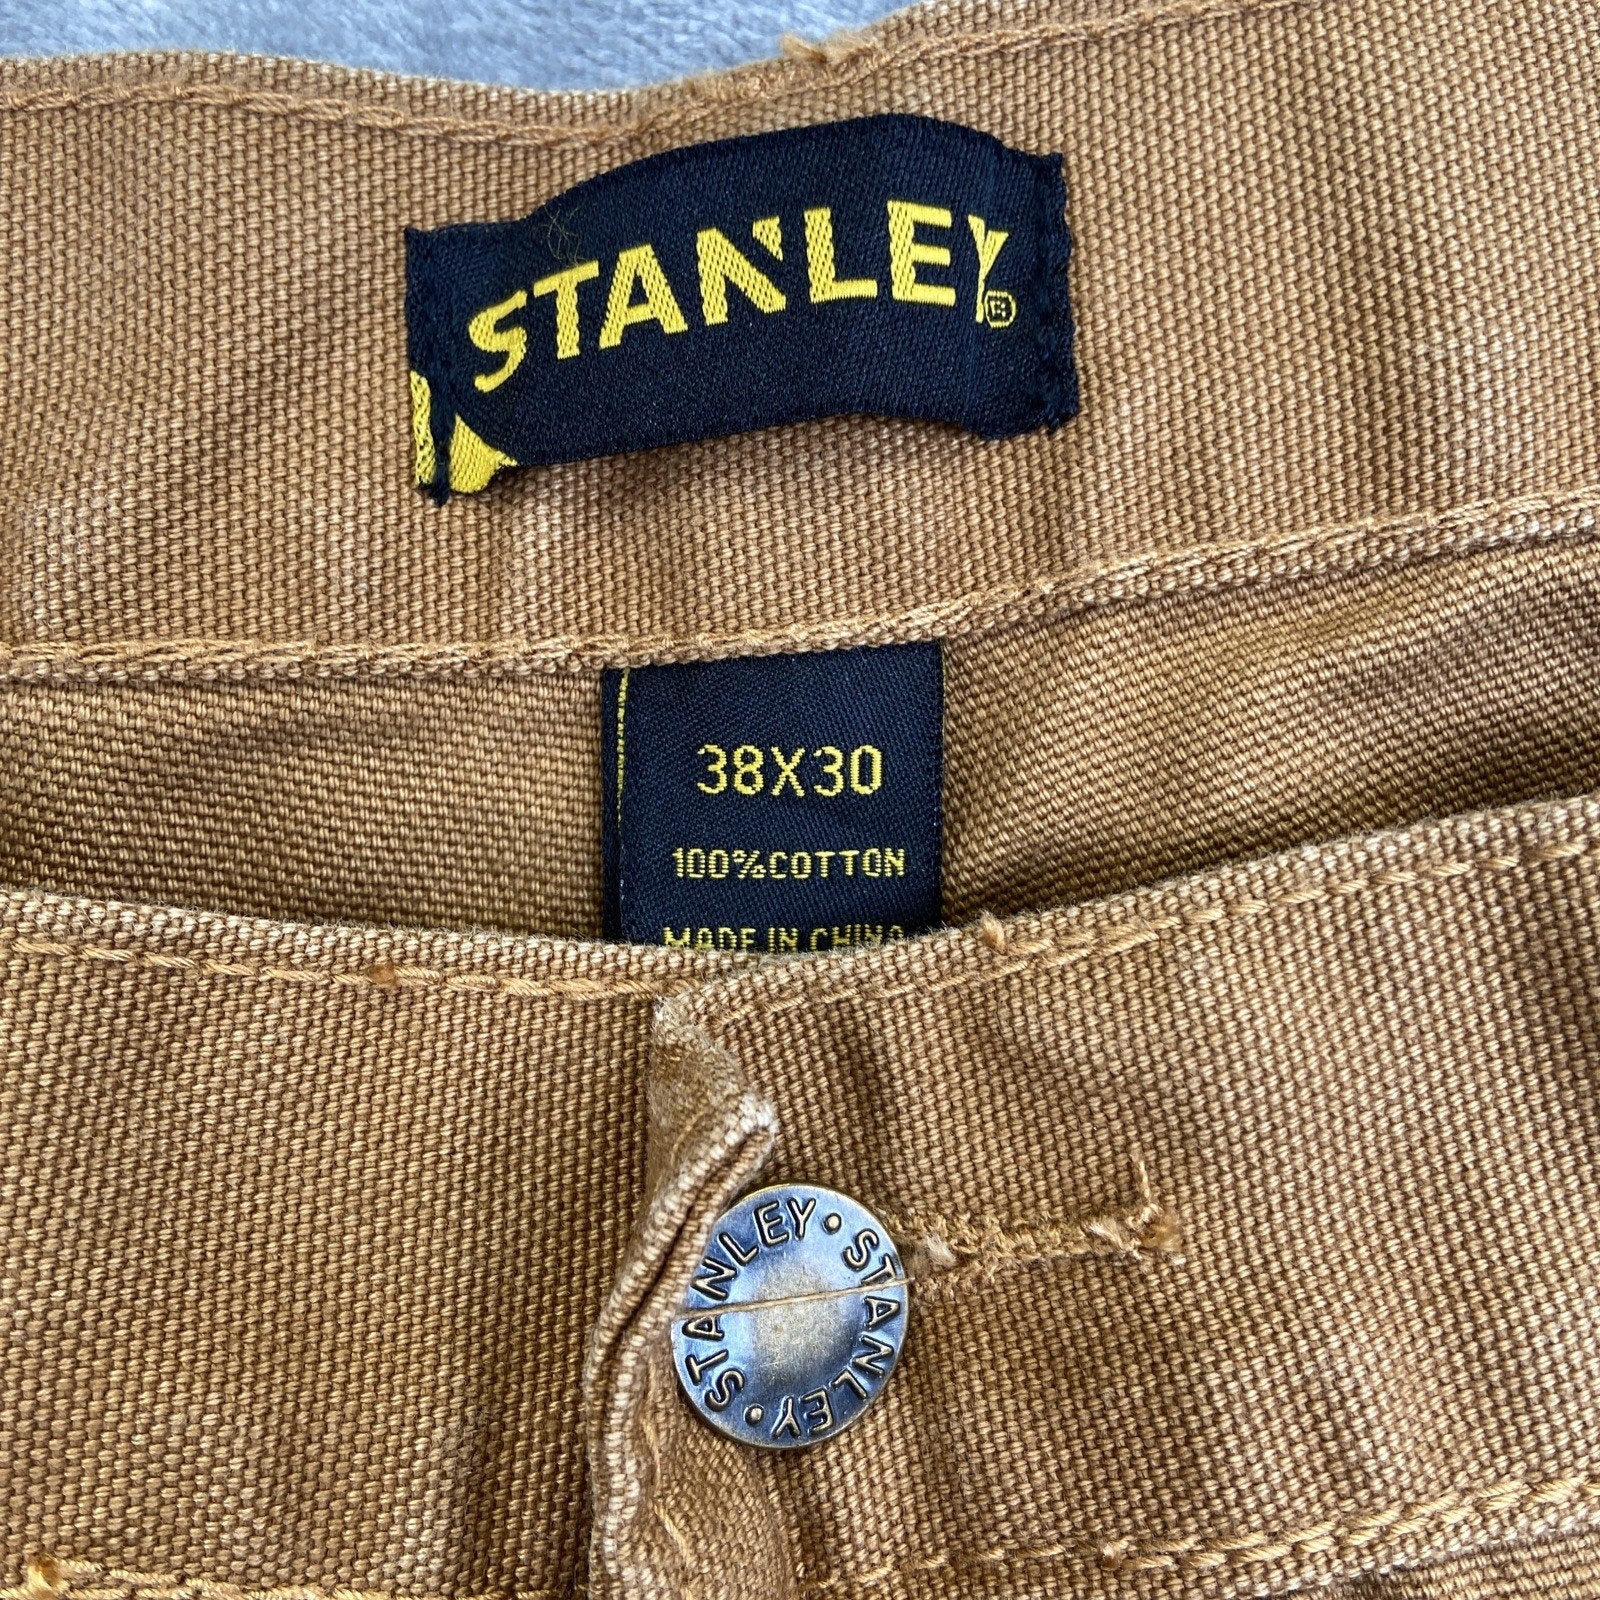 STANLEY®
38X30
100%COTTON
MADE IN CHINA
STANLEY • STANLEY •